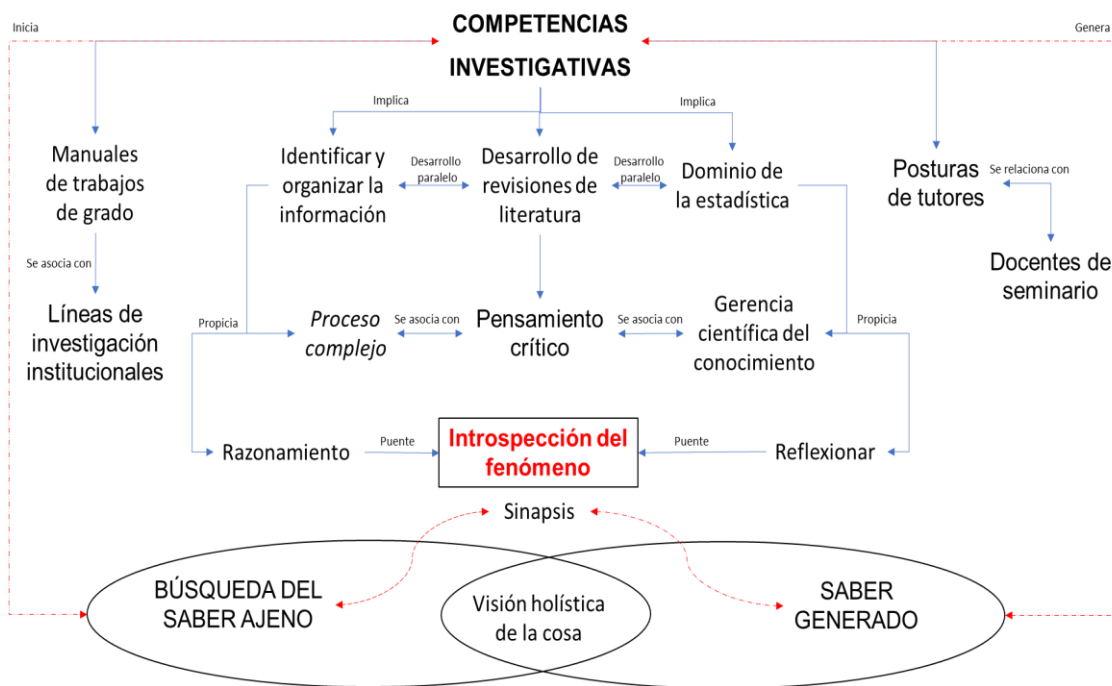 Inicia
COMPETENCIAS
INVESTIGATIVAS
Genera
Implica
Implica
Manuales
de trabajos
de grado
Identificar y
organizar la
información
Desarrollo
paralelo
Desarrollo de
revisiones de
literatura
Desarrollo
paralelo
Dominio de
la estadística
Posturas
de tutores
Se relaciona con
Docentes de
seminario
Se asocia con
Líneas de
investigación
institucionales
Propicia
Proceso
complejo
Se asocia con
Pensamiento
crítico
Se asocia con
Gerencia
científica del
conocimiento
Propicia
Razonamiento
Puente
Introspección del
fenómeno
Puente
Reflexionar
Sinapsis
BÚSQUEDA DEL
SABER AJENO
Visión holística
de la cosa
SABER
GENERADO